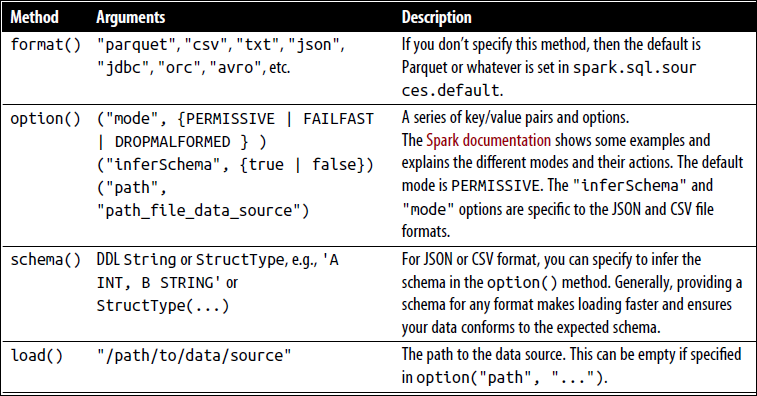 Method Arguments Description
format() "parquet", "csv", "txt", "json", If you don't specify this method, then the default is
"jdbc", "orc", "avro", etc. Parquet or whatever is set in spark.sql.sour
ces.default.
option() ("mode", {PERMISSIVE | FAILFAST A series of key/value pairs and options.
| DROPMALFORMED } ) The Spark documentation shows some examples and
("inferSchema", {true | false}) explains the different modes and their actions. The default
("path", mode is PERMISSIVE. The "inferSchema" and
"path_file_data_source") "mode" options are specific to the JSON and CSV file
formats.
schema() DDL String or StructType, e.g., 'A For JSON or CSV format, you can specify to infer the
INT, B STRING' or schema in the option() method. Generally, providing a
StructType(...) schema for any format makes loading faster and ensures
your data conforms to the expected schema.
load() "/path/to/data/source" The path to the data source. This can be empty if specified
in option("path", "...").